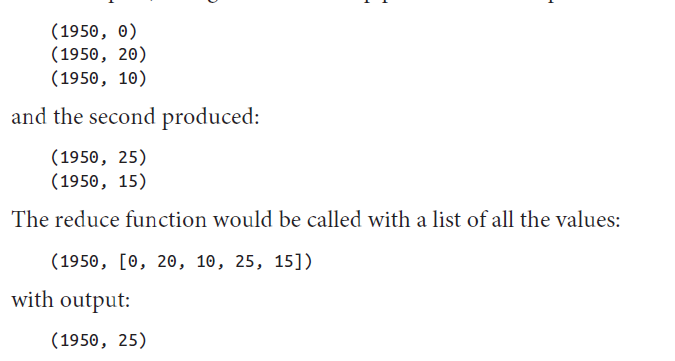 (1950, 0)
(1950, 20)
(1950, 10)
and the second produced:
(1950, 25)
(1950, 15)
The reduce function would be called with a list of all the values:
(1950, [0, 20, 10, 25, 15])
with output:
(1950, 25)